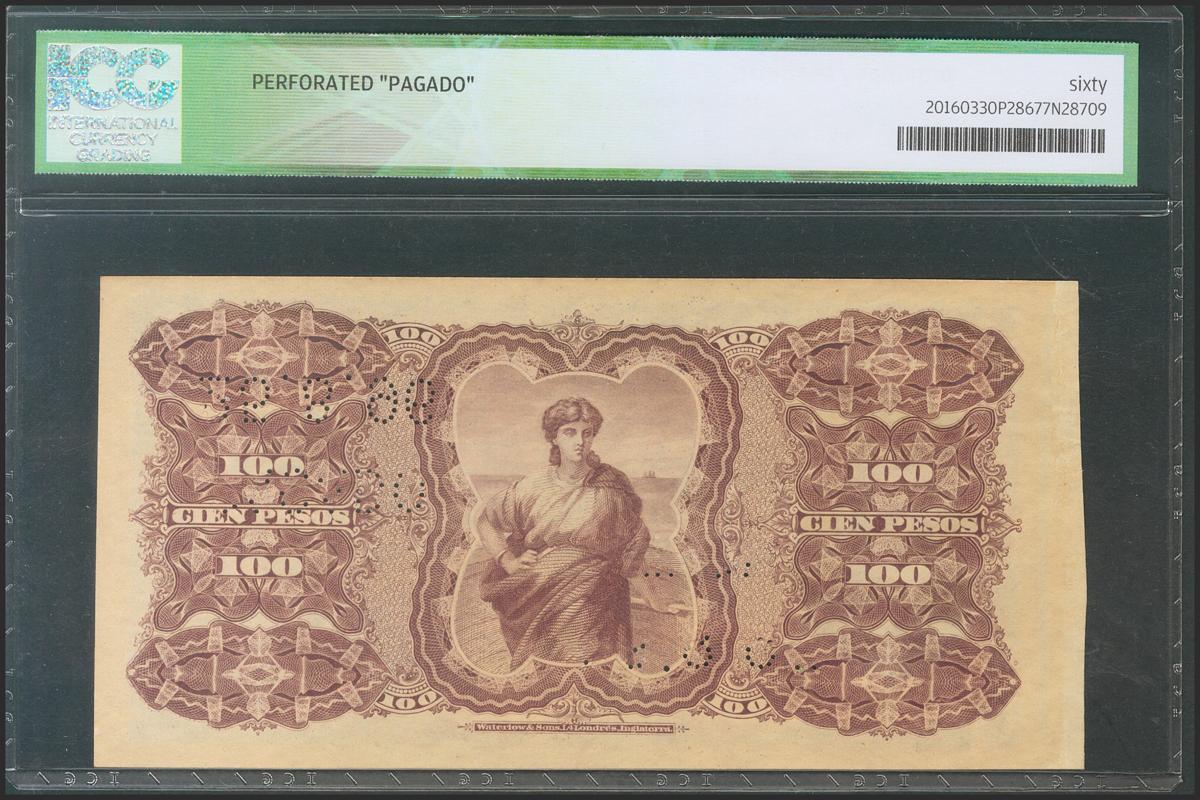 ICG
INTERNATIONAL
CURRENCY
GRADING
PERFORATED "PAGADO"
sixty
20160330P28677N28709
100
100
100
CIEN PESOS
100
100
CIEN PESOS
100
100
100
Waterlow & Sons, Ld Londres, Inglaterra.